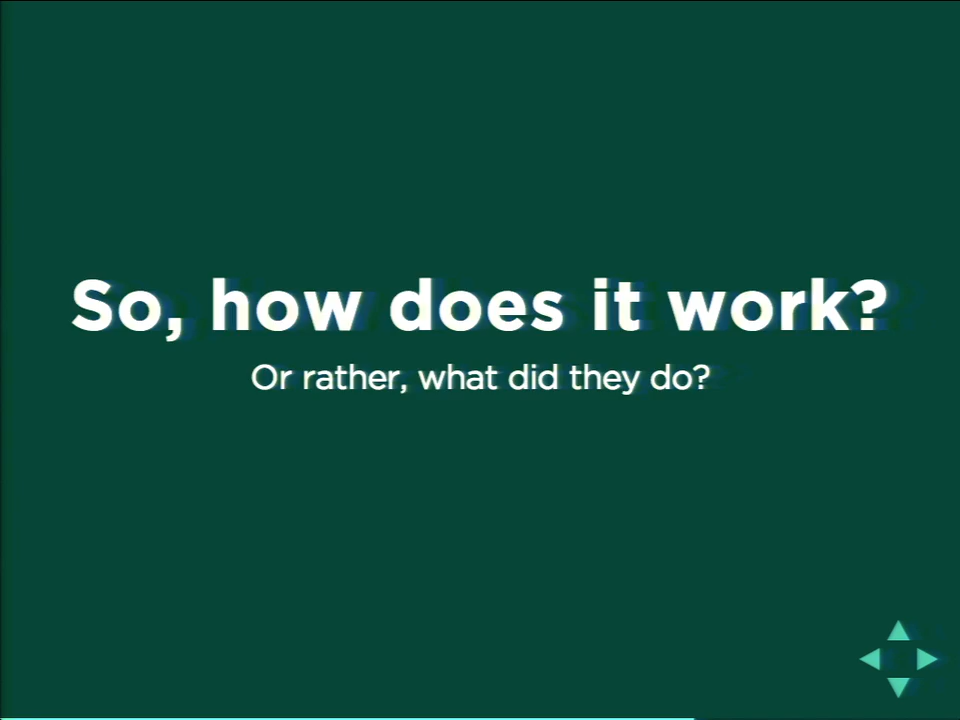 So, how does it work?
Or rather, what did they do?